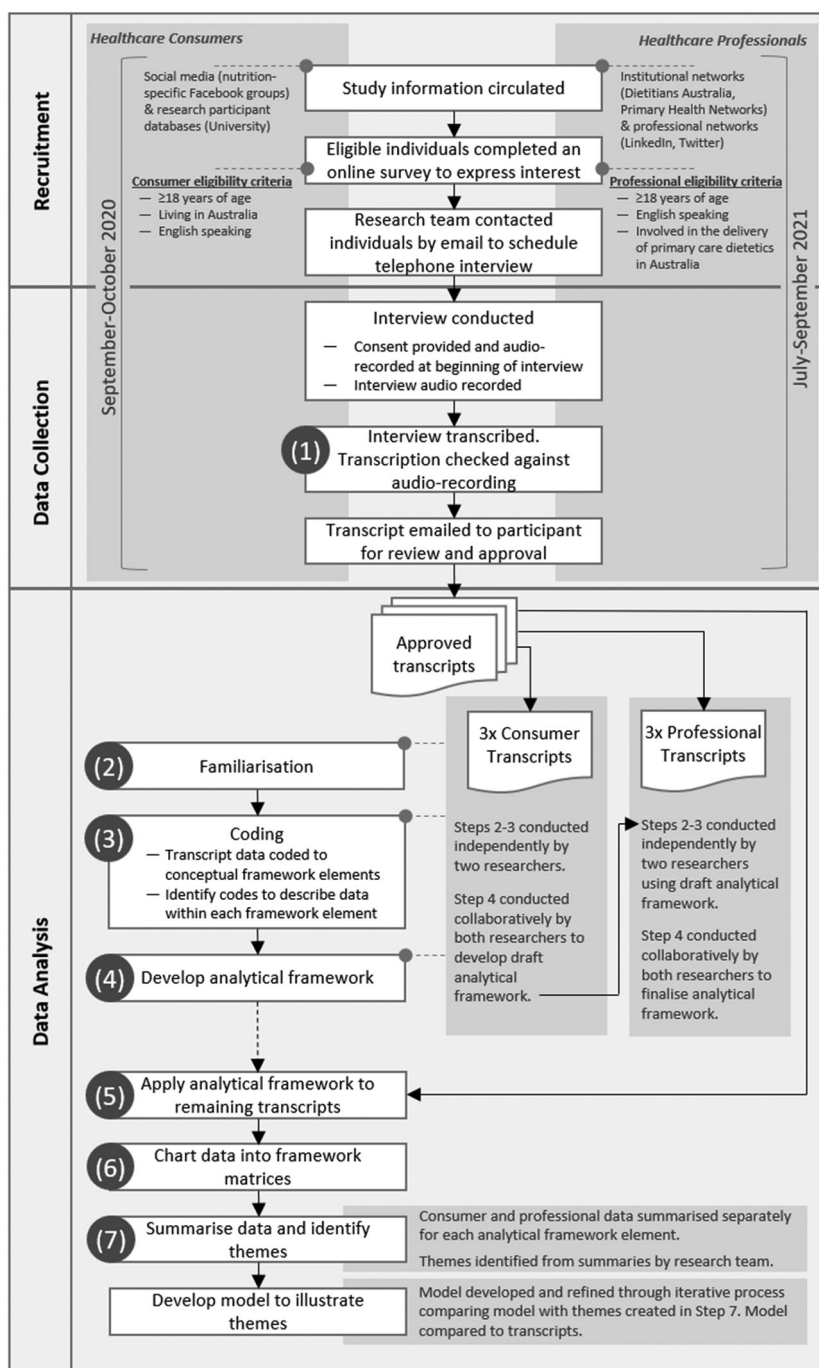 Healthcare Consumers
Healthcare Professionals
Recruitment
Social media (nutrition-
specific Facebook groups)
& research participant
databases (University)
Study information circulated
Institutional networks
(Dietitians Australia,
Primary Health Networks)
& professional networks
(LinkedIn, Twitter)
Eligible individuals completed an
online survey to express interest
Consumer eligibility criteria
— ≥18 years of age
— Living in Australia
— English speaking
Professional eligibility criteria
— ≥18 years of age
— English speaking
— Involved in the delivery
of primary care dietetics
in Australia
Research team contacted
individuals by email to schedule
telephone interview
September-October 2020
July-September 2021
Data Collection
Interview conducted
— Consent provided and audio-
recorded at beginning of interview
— Interview audio recorded
(1)
Interview transcribed.
Transcription checked against
audio-recording
Transcript emailed to participant
for review and approval
Data Analysis
Approved
transcripts
3x Consumer
Transcripts
3x Professional
Transcripts
(2)
Familiarisation
(3)
Coding
— Transcript data coded to
conceptual framework elements
— Identify codes to describe data
within each framework element
(4)
Develop analytical framework
Steps 2-3 conducted
independently by
two researchers.
Step 4 conducted
collaboratively by
both researchers to
develop draft
analytical
framework.
Steps 2-3 conducted
independently by
two researchers
using draft analytical
framework.
Step 4 conducted
collaboratively by
both researchers to
finalise analytical
framework.
(5)
Apply analytical framework to
remaining transcripts
(6)
Chart data into framework
matrices
(7)
Summarise data and identify
themes
Consumer and professional data summarised separately
for each analytical framework element.
Themes identified from summaries by research team.
Develop model to illustrate
themes
Model developed and refined through iterative process
comparing model with themes created in Step 7. Model
compared to transcripts.